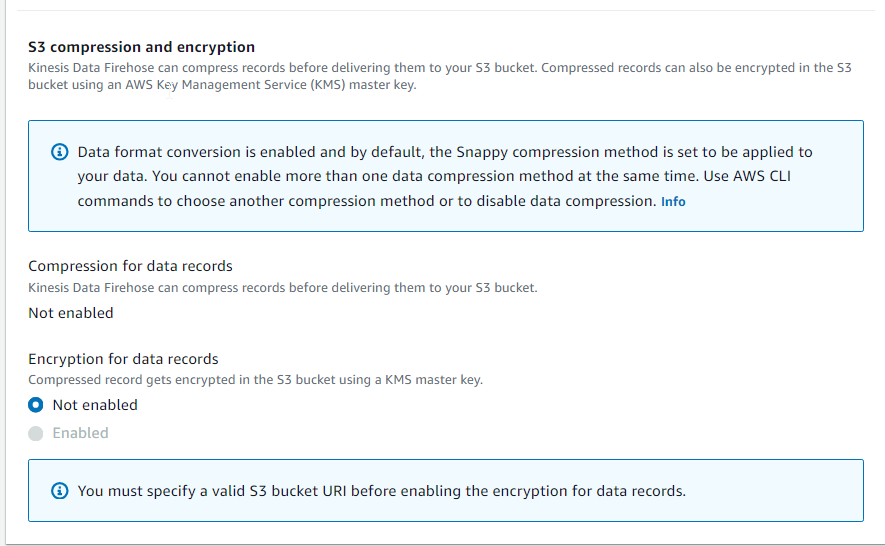 S3 compression and encryption
Kinesis Data Firehose can compress records before delivering them to your S3 bucket. Compressed records can also be encrypted in the S3
bucket using an AWS Key Management Service (KMS) master key.
Data format conversion is enabled and by default, the Snappy compression method is set to be applied to
your data. You cannot enable more than one data compression method at the same time. Use AWS CLI
commands to choose another compression method or to disable data compression. Info
Compression for data records
Kinesis Data Firehose can compress records before delivering them to your S3 bucket.
Not enabled
Encryption for data records
Compressed record gets encrypted in the S3 bucket using a KMS master key.
Not enabled
Enabled
You must specify a valid S3 bucket URI before enabling the encryption for data records.